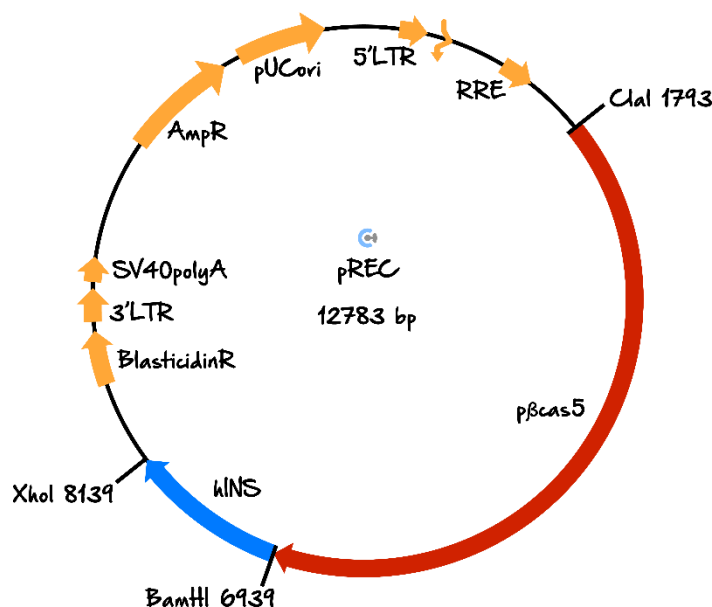 5'LTR
RRE
ClaI 1793
pβcas5
BamHI 6939
hINS
XhoI 8139
BlasticidinR
3'LTR
SV40polyA
AmpR
pUCori
pREC
12783 bp